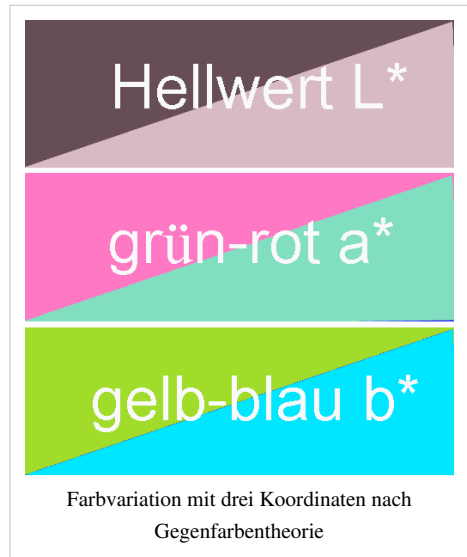 Hellwert L*
grün-rot a*
gelb-blau b*
Farbvariation mit drei Koordinaten nach
Gegenfarbentheorie